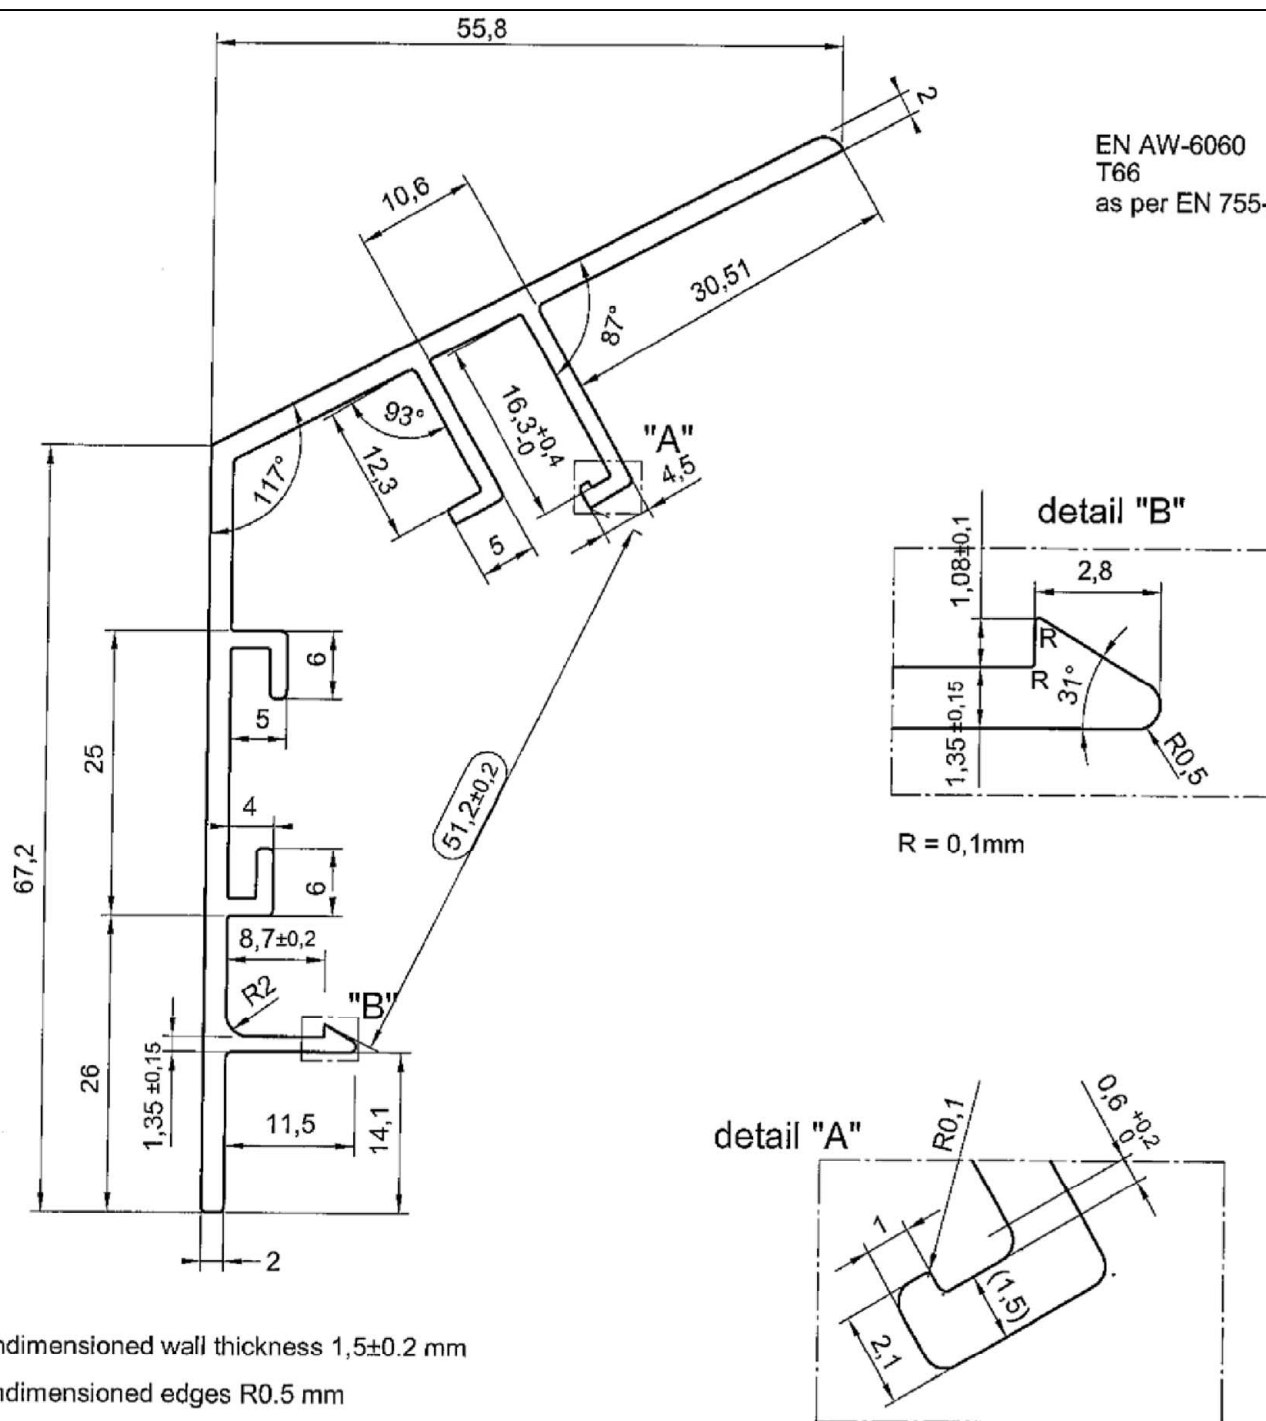 55,8
2
EN AW-6060
T66
as per EN 755-
10,6
30,51
87°
93°
16,3+0,4
-0
"A"
4,5
12,3
117°
5
detail "B"
1,08±0,1
2,8
R
R
31°
1,35±0,15
R0,5
R = 0,1mm
6
5
25
4
51,2±0,2
67,2
6
8,7±0,2
R2
"B"
1,35 ±0,15
26
11,5
14,1
2
detail "A"
R0,1
0,6 +0,2
0
1
(1,5)
2,1
ndimensioned wall thickness 1,5±0.2 mm
ndimensioned edges R0.5 mm